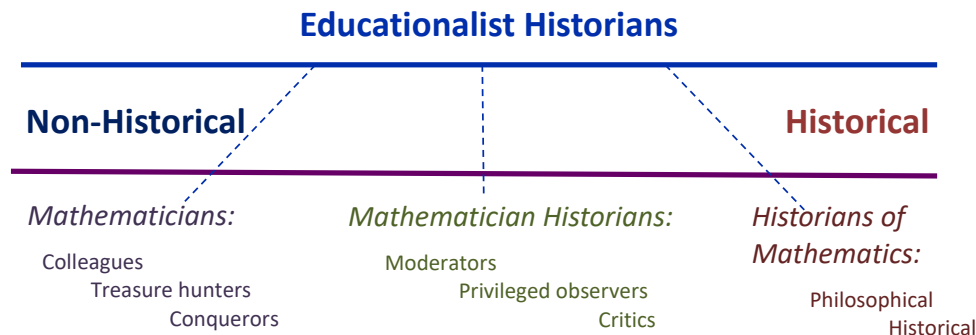 Educationalist Historians
Non-Historical
Historical
Mathematicians:
Colleagues
Treasure hunters
Conquerors
Mathematician Historians:
Moderators
Privileged observers
Critics
Historians of
Mathematics:
Philosophical
Historical